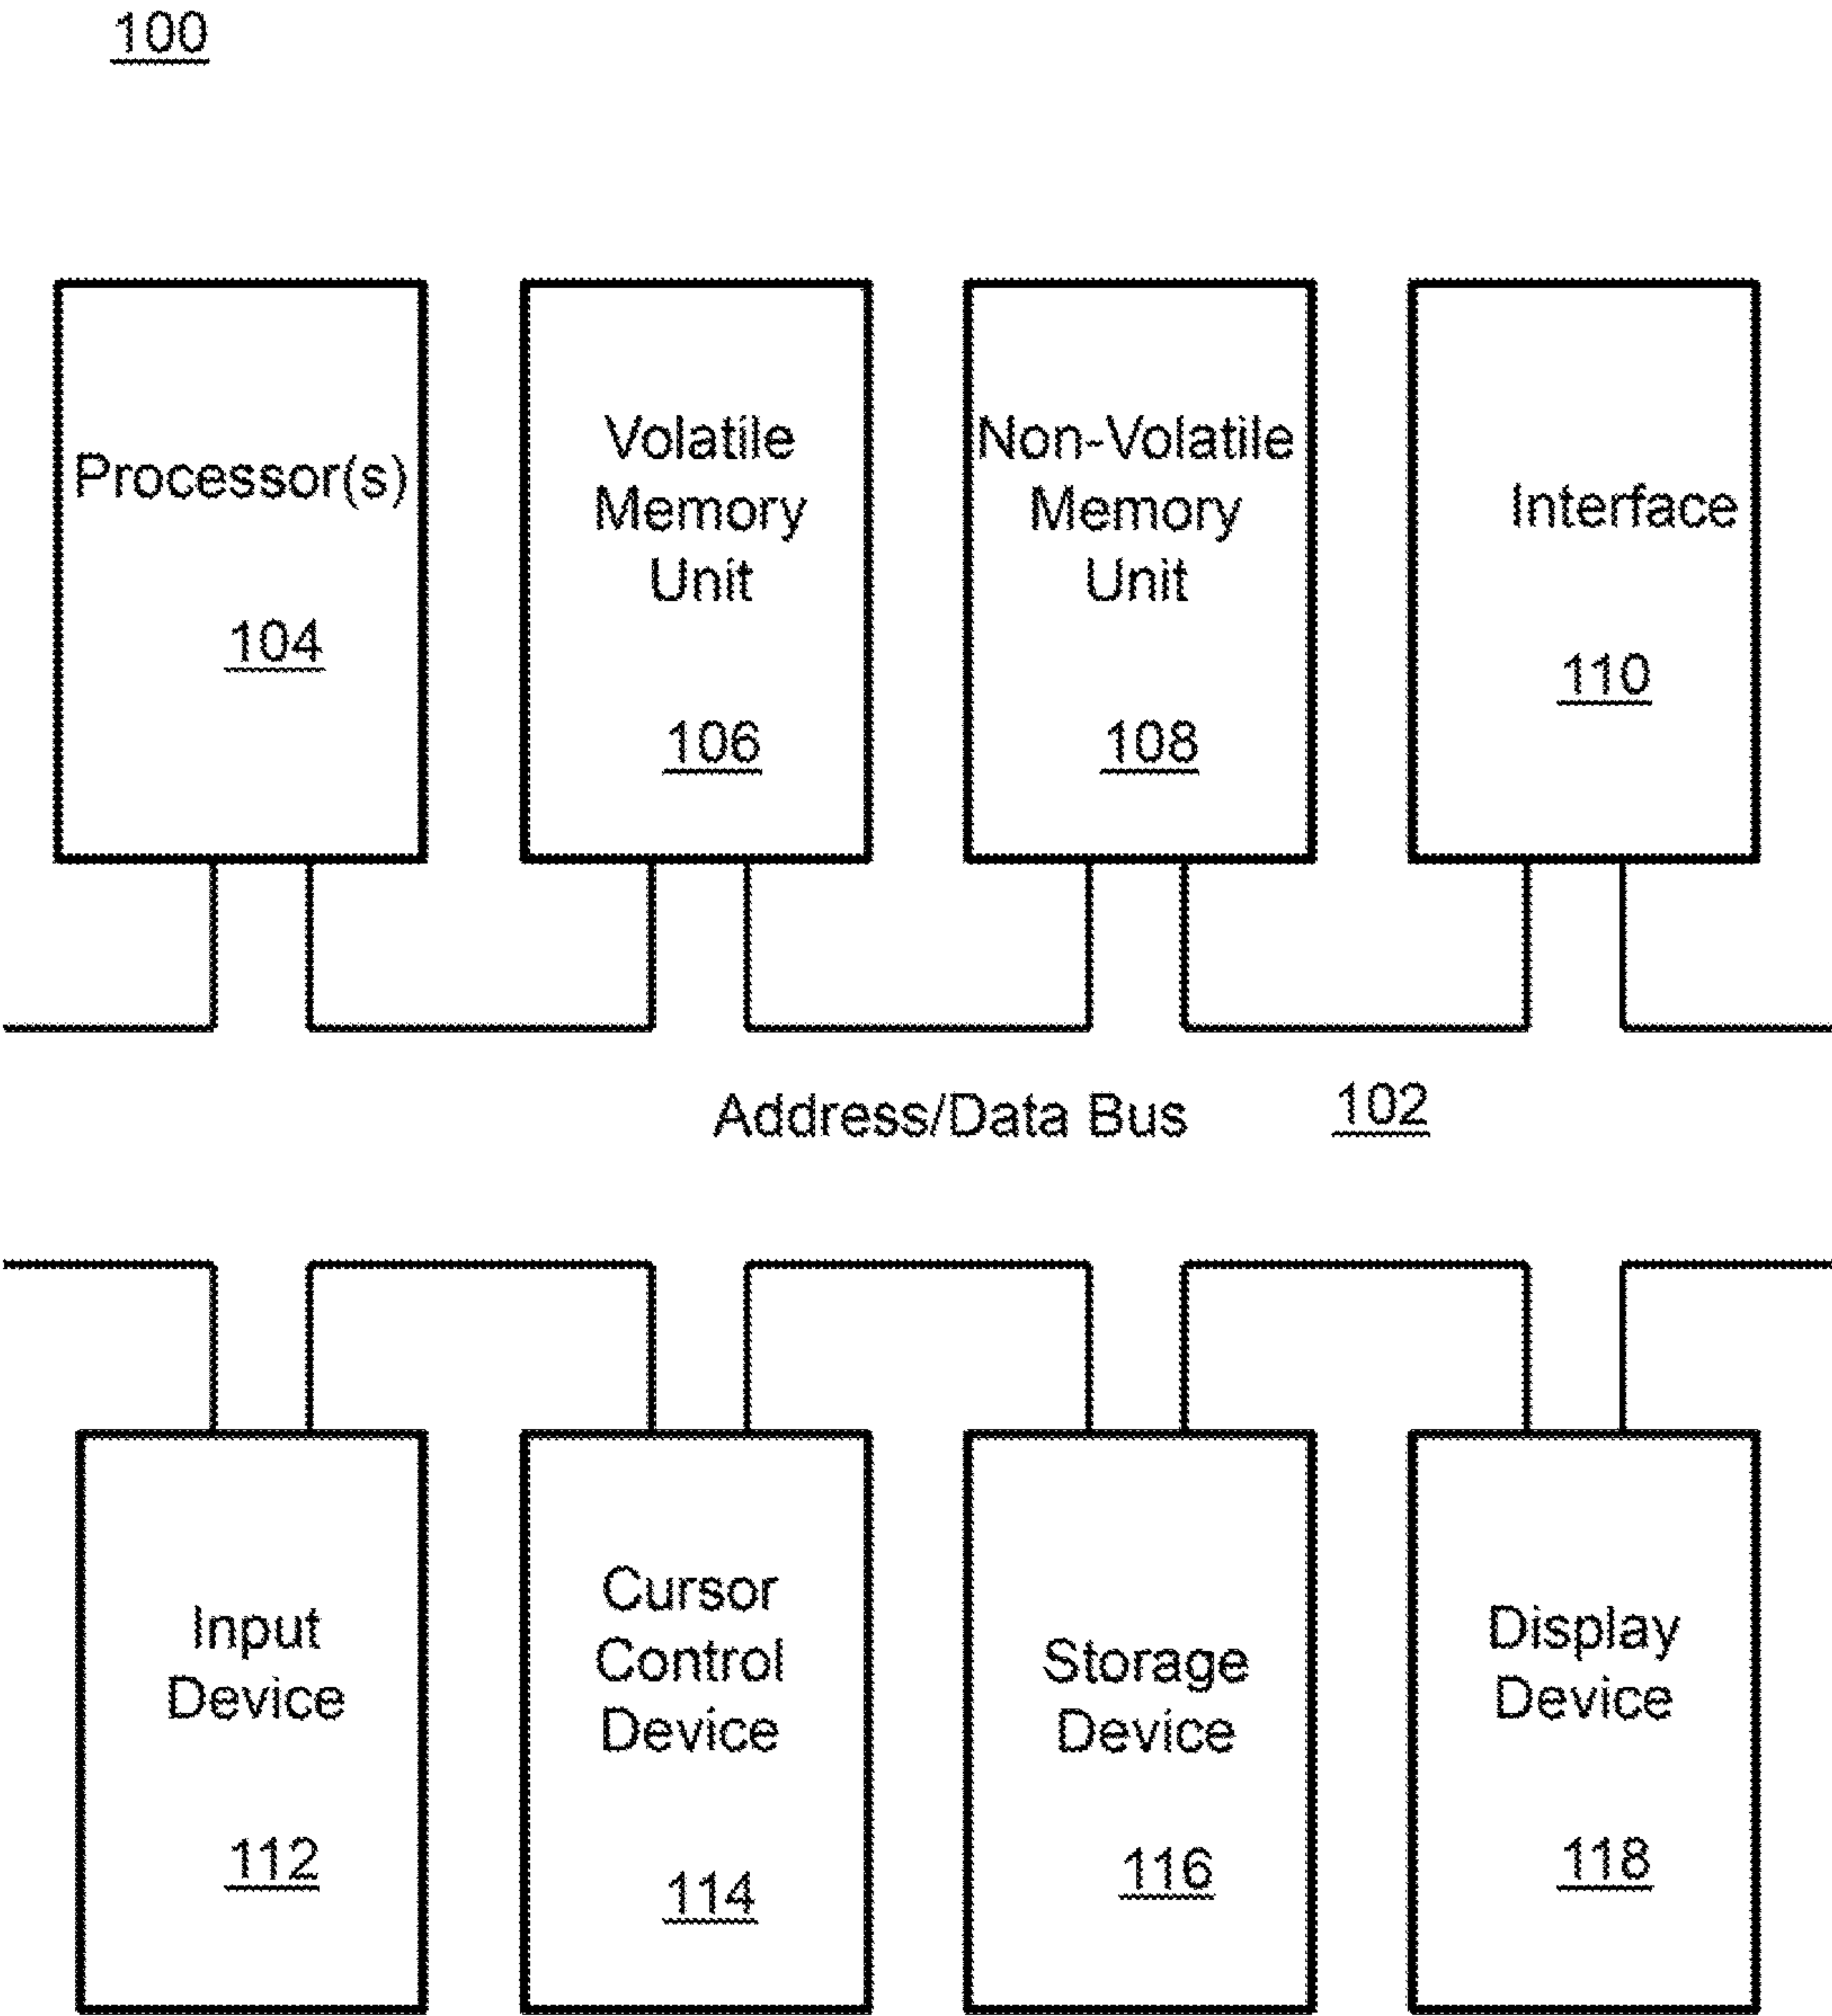 100
Processor(s)
104
Volatile
Memory
Unit
106
Non-Volatile
Memory
Unit
108
Interface
110
Address/Data Bus 102
Input
Device
112
Cursor
Control
Device
114
Storage
Device
116
Display
Device
118